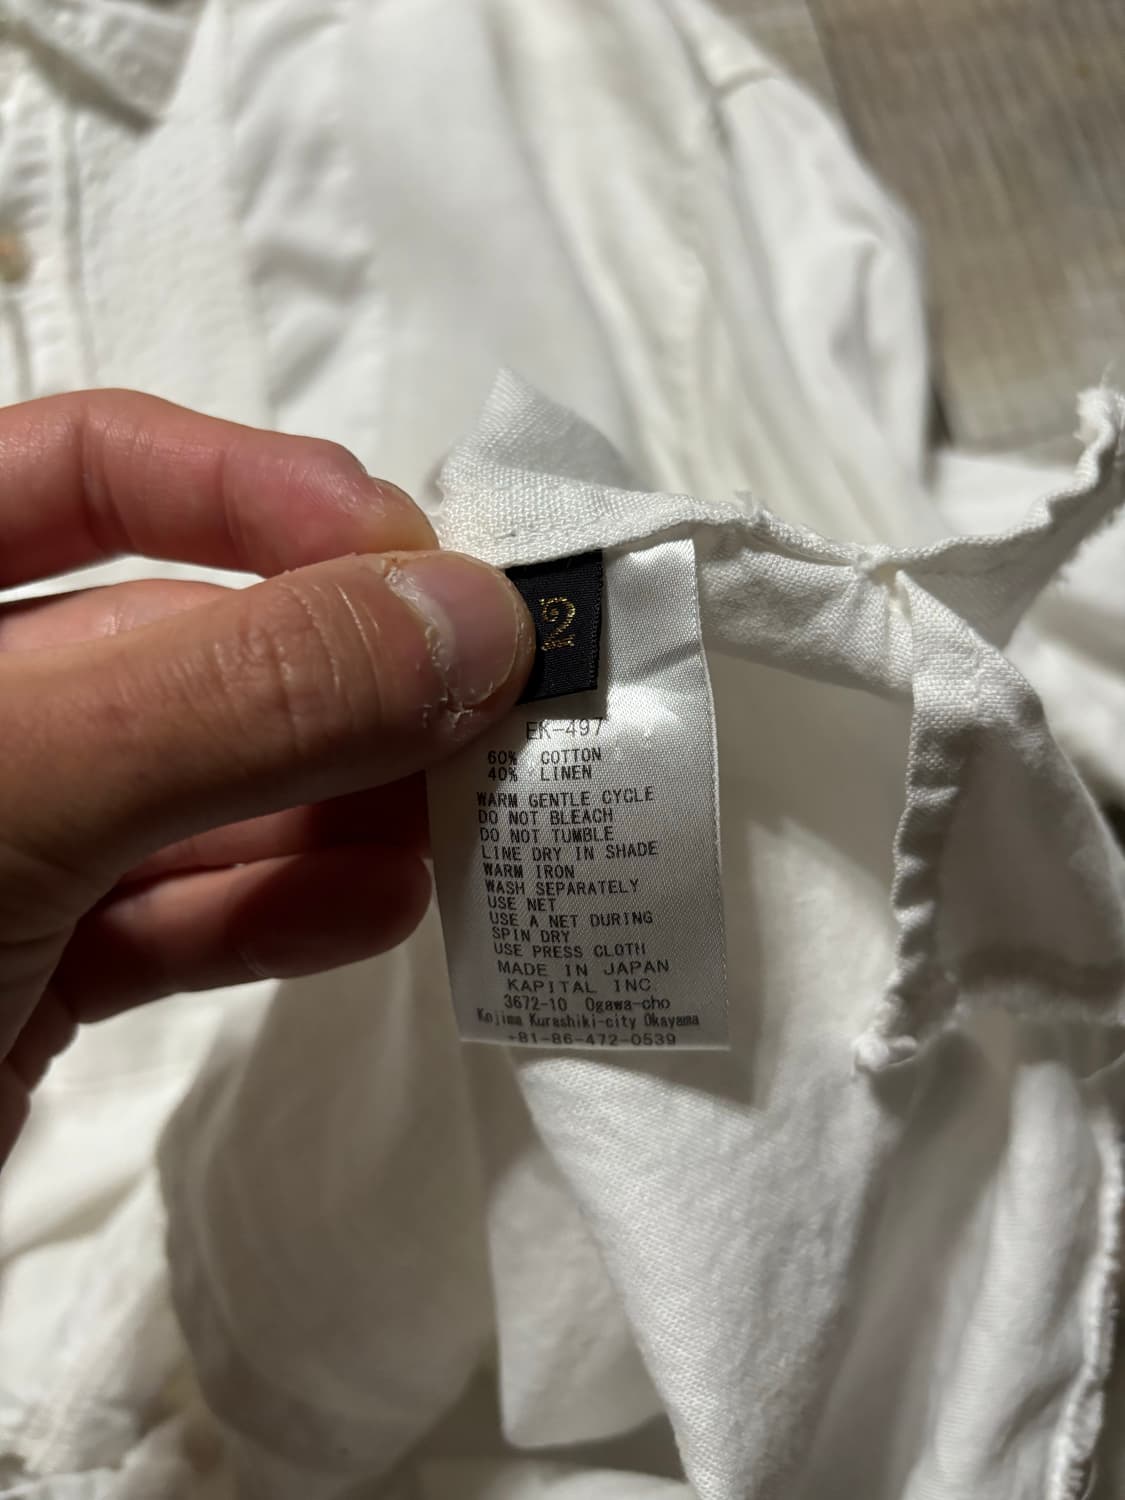 2
EK-497
60% COTTON
40% LINEN
WARM GENTLE CYCLE
DO NOT BLEACH
DO NOT TUMBLE
LINE DRY IN SHADE
WARM IRON
WASH SEPARATELY
USE NET
USE A NET DURING
SPIN DRY
USE PRESS CLOTH
MADE IN JAPAN
KAPITAL INC.
3672-10 Ogawa-cho
Kojima Kurashiki-city Okayama
+81-86-472-0539